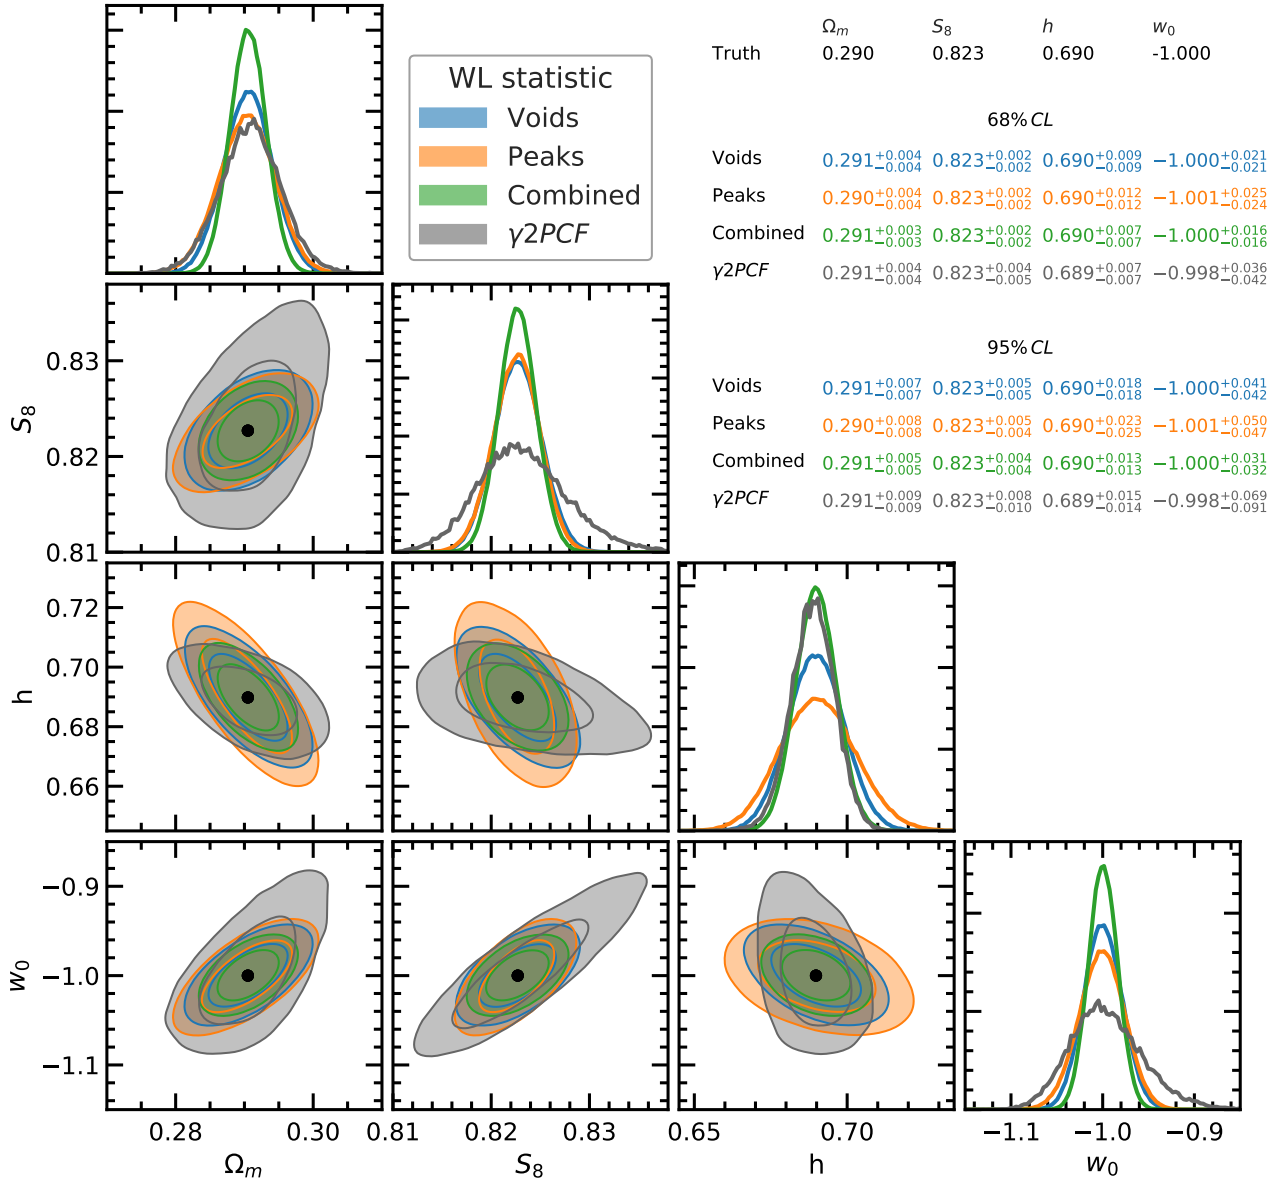 Ω_m S_8 h w_0
Truth 0.290 0.823 0.690 -1.000
68% CL
Voids 0.291^{+0.004}_{−0.004} 0.823^{+0.002}_{−0.002} 0.690^{+0.009}_{−0.009} −1.000^{+0.021}_{−0.021}
Peaks 0.290^{+0.004}_{−0.004} 0.823^{+0.002}_{−0.002} 0.690^{+0.012}_{−0.012} −1.001^{+0.025}_{−0.024}
Combined 0.291^{+0.003}_{−0.003} 0.823^{+0.002}_{−0.002} 0.690^{+0.007}_{−0.007} −1.000^{+0.016}_{−0.016}
γ2PCF 0.291^{+0.004}_{−0.004} 0.823^{+0.004}_{−0.005} 0.689^{+0.007}_{−0.007} −0.998^{+0.036}_{−0.042}
95% CL
Voids 0.291^{+0.007}_{−0.007} 0.823^{+0.005}_{−0.005} 0.690^{+0.018}_{−0.018} −1.000^{+0.041}_{−0.042}
Peaks 0.290^{+0.008}_{−0.008} 0.823^{+0.005}_{−0.004} 0.690^{+0.023}_{−0.025} −1.001^{+0.050}_{−0.047}
Combined 0.291^{+0.005}_{−0.005} 0.823^{+0.004}_{−0.004} 0.690^{+0.013}_{−0.013} −1.000^{+0.031}_{−0.032}
γ2PCF 0.291^{+0.009}_{−0.009} 0.823^{+0.008}_{−0.010} 0.689^{+0.015}_{−0.014} −0.998^{+0.069}_{−0.091}
WL statistic
Voids
Peaks
Combined
γ2PCF
S_8
0.83
0.82
0.81
h
0.72
0.70
0.68
0.66
w_0
−0.9
−1.0
−1.1
0.28 0.30 0.81 0.82 0.83 0.65 0.70 −1.1 −1.0 −0.9
Ω_m S_8 h w_0